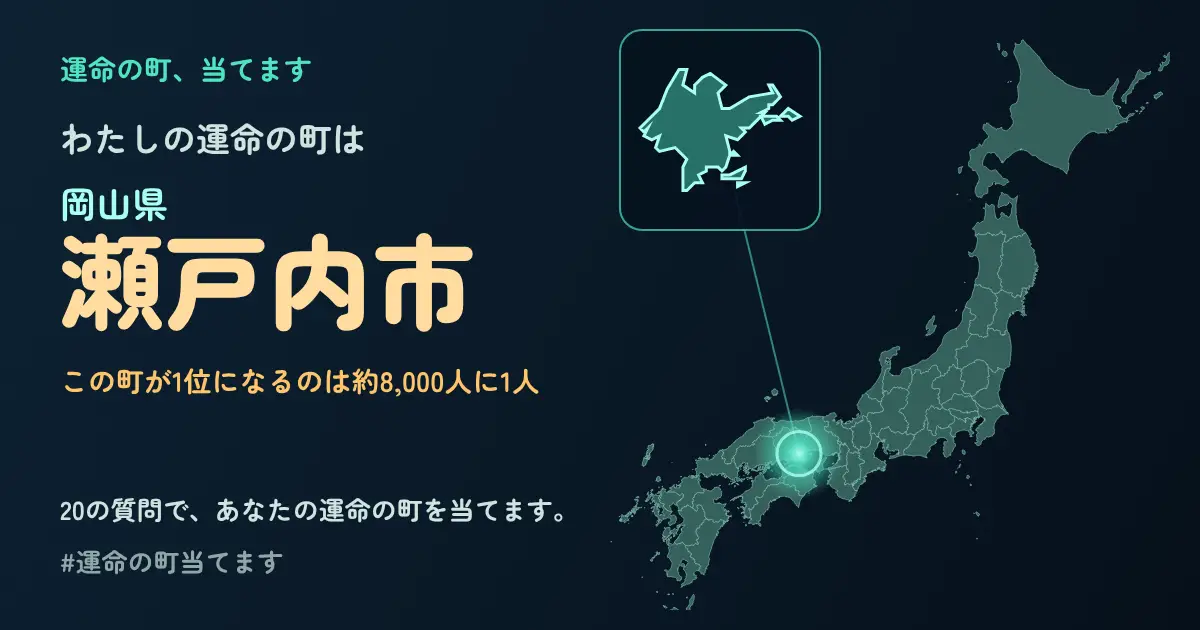 運命の町、当てます
わたしの運命の町は
岡山県
瀬戸内市
この町が1位になるのは約8,000人に1人
20の質問で、あなたの運命の町を当てます。
#運命の町当てます